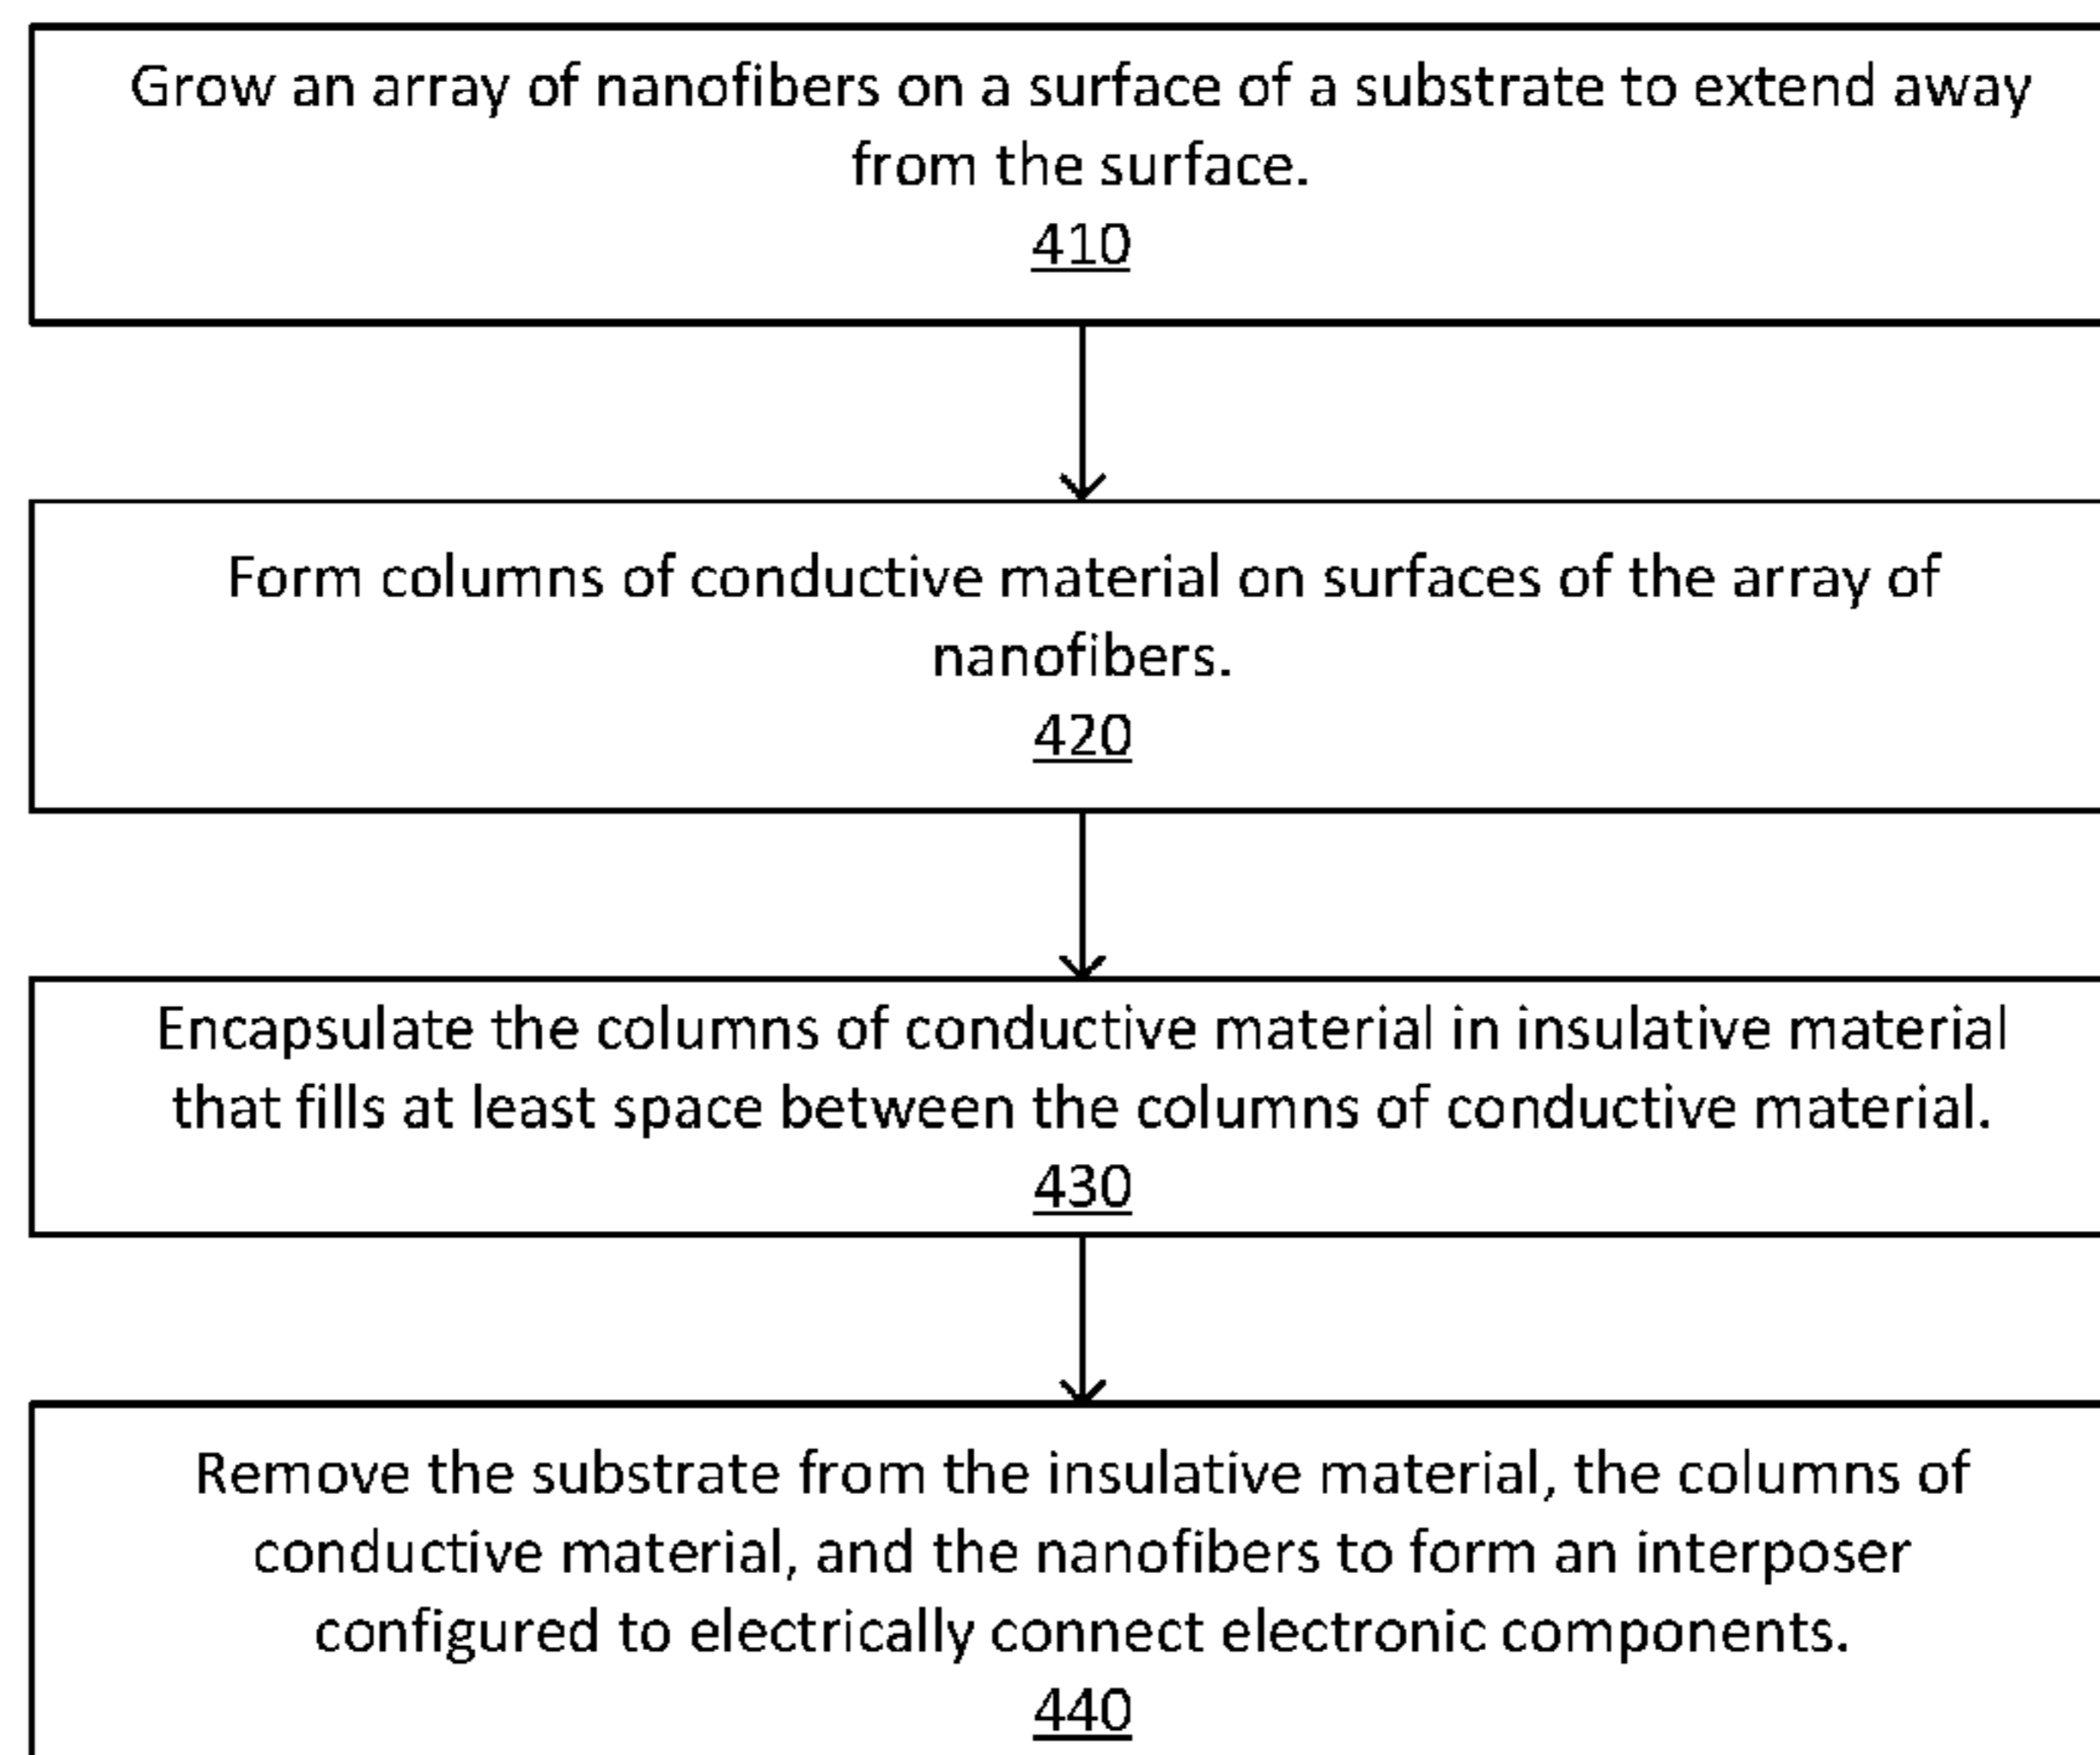 Grow an array of nanofibers on a surface of a substrate to extend away
from the surface.
410
Form columns of conductive material on surfaces of the array of
nanofibers.
420
Encapsulate the columns of conductive material in insulative material
that fills at least space between the columns of conductive material.
430
Remove the substrate from the insulative material, the columns of
conductive material, and the nanofibers to form an interposer
configured to electrically connect electronic components.
440